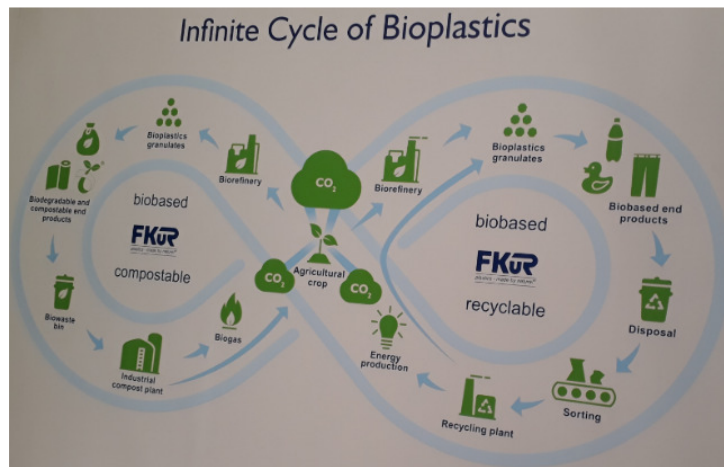 Infinite Cycle of Bioplastics
Bioplastics
granulates
Biorefinery
CO₂
Biorefinery
Bioplastics
granulates
Biodegradable and
compostable end
products
biobased
FKuR
compostable
Agricultural
crop
CO₂
CO₂
biobased
FKuR
recyclable
Biobased end
products
Biowaste
bin
Industrial
compost plant
Biogas
Energy
production
Recycling plant
Sorting
Disposal